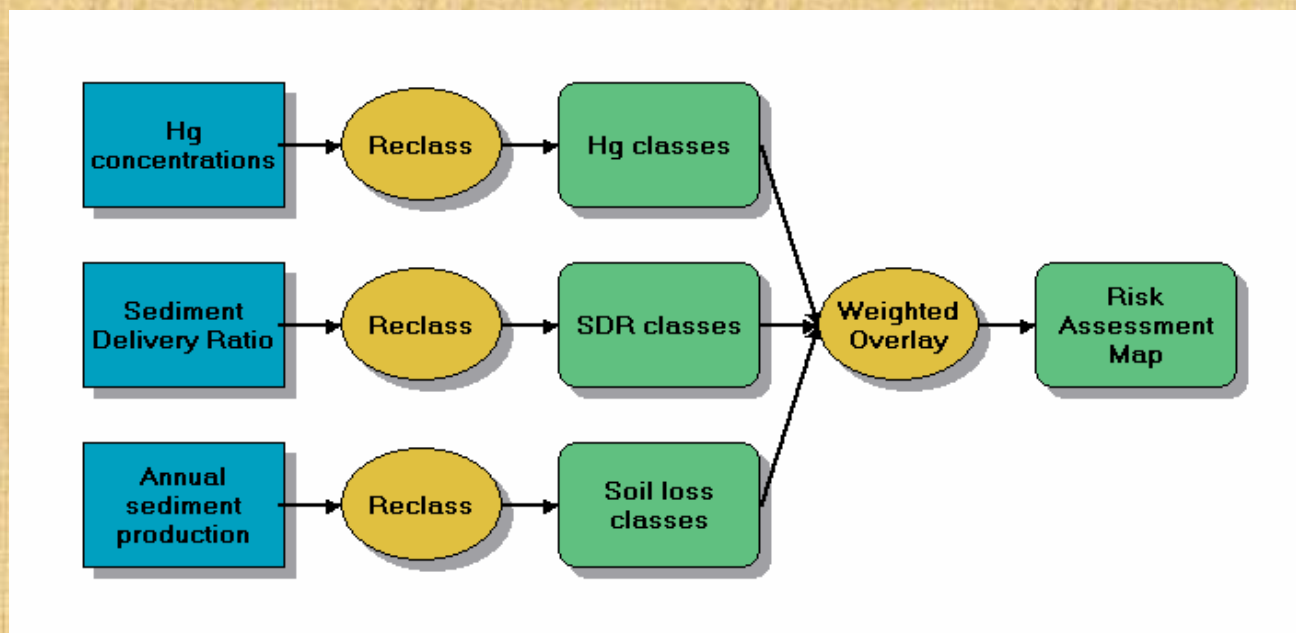 Hg
concentrations
Reclass
Hg classes
Sediment
Delivery Ratio
Reclass
SDR classes
Weighted
Overlay
Risk
Assessment
Map
Annual
sediment
production
Reclass
Soil loss
classes